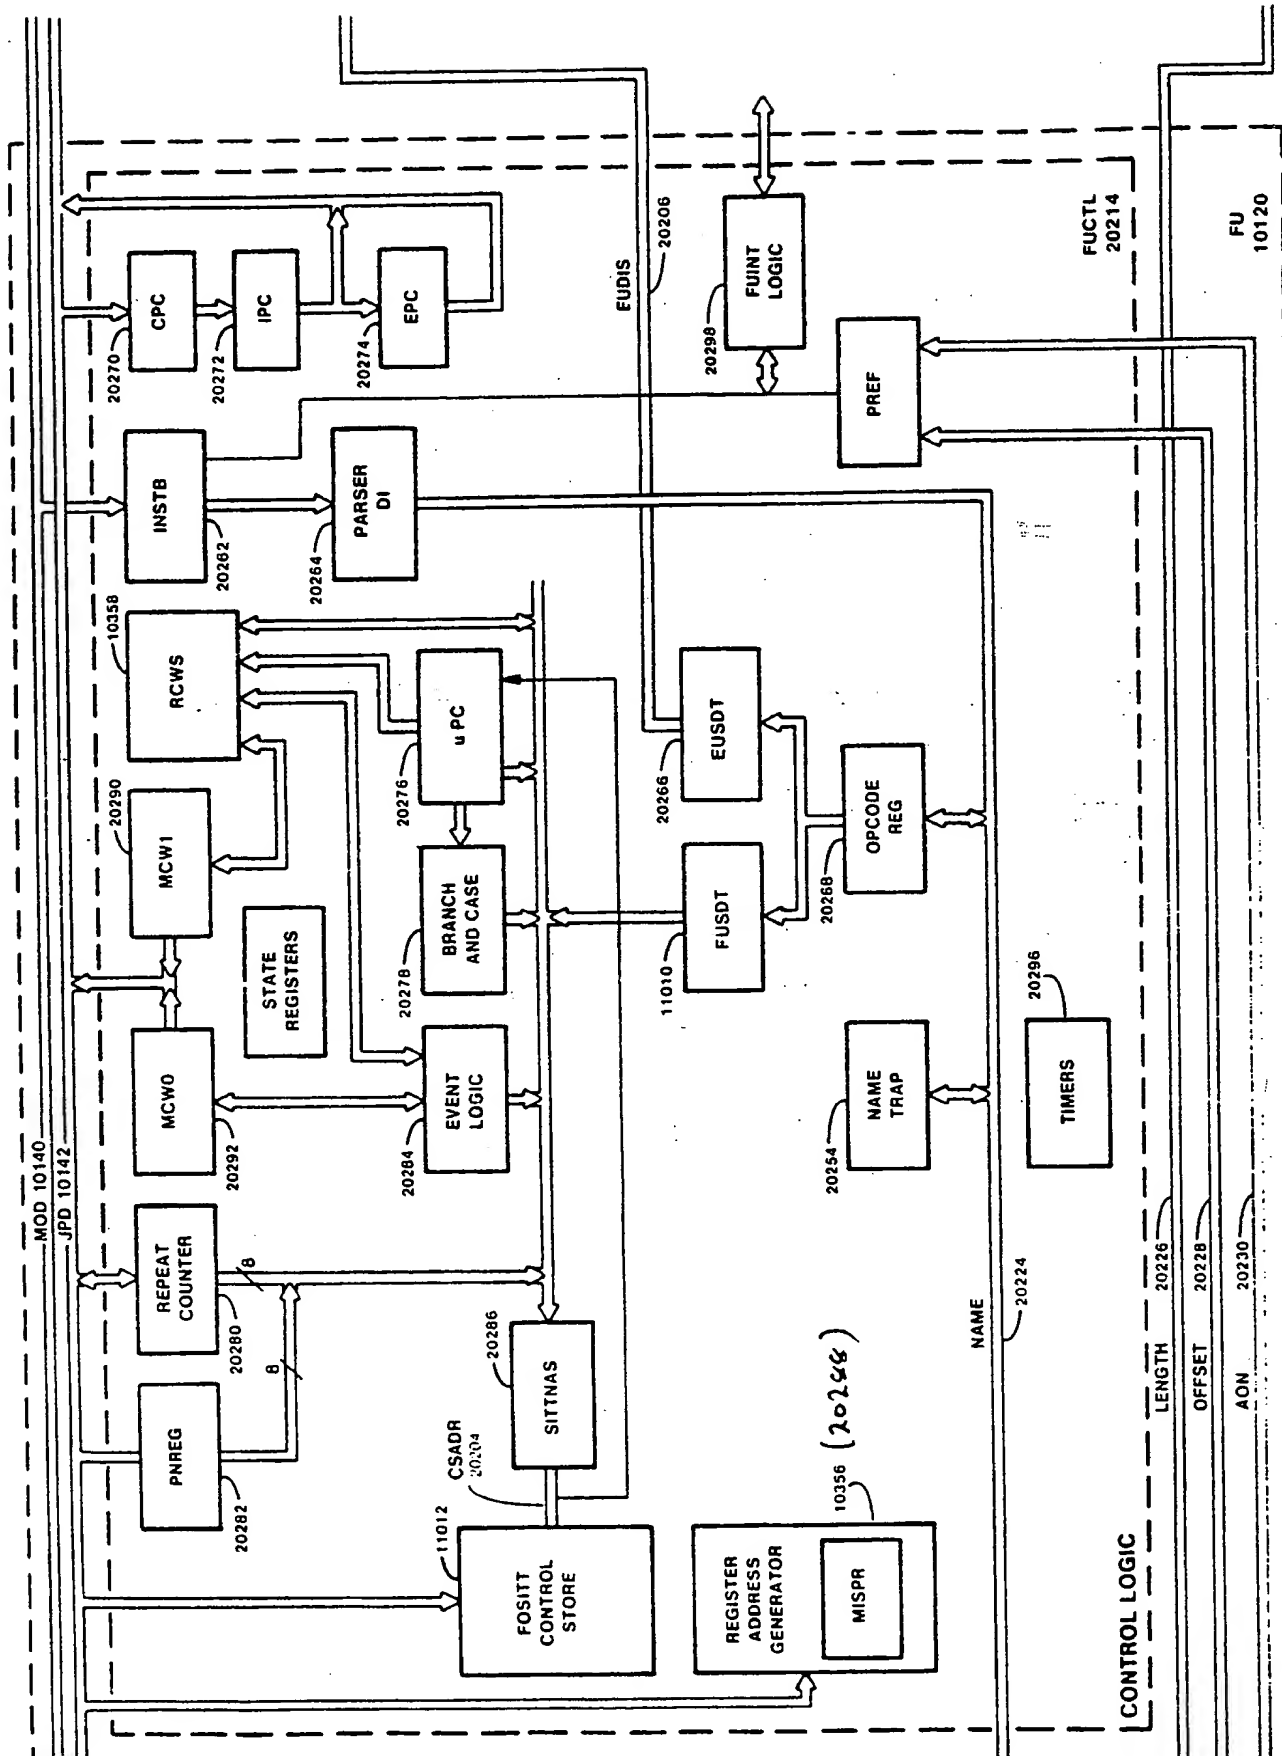 MOD 10140
JPD 10142
PNREG
20282
REPEAT
COUNTER
20280
8
8
MCW0
20292
MCW1
20290
STATE
REGISTERS
RCWS
10358
INSTB
20262
CPC
20270
IPC
20272
EPC
20274
PARSER
DI
20264
EVENT
LOGIC
20284
BRANCH
AND CASE
20278
u PC
20276
FOSITT
CONTROL
STORE
11012
CSADR
20204
SITTNAS
20286
FUSDT
11010
EUSDT
20266
FUDIS
20206
FUINT
LOGIC
20298
PREF
OPCODE
REG
20268
NAME
TRAP
20254
TIMERS
20296
REGISTER
ADDRESS
GENERATOR
MISPR
10356
(20288)
NAME
20224
CONTROL LOGIC
FUCTL
20214
LENGTH
20226
OFFSET
20228
AON
20230
FU
10120